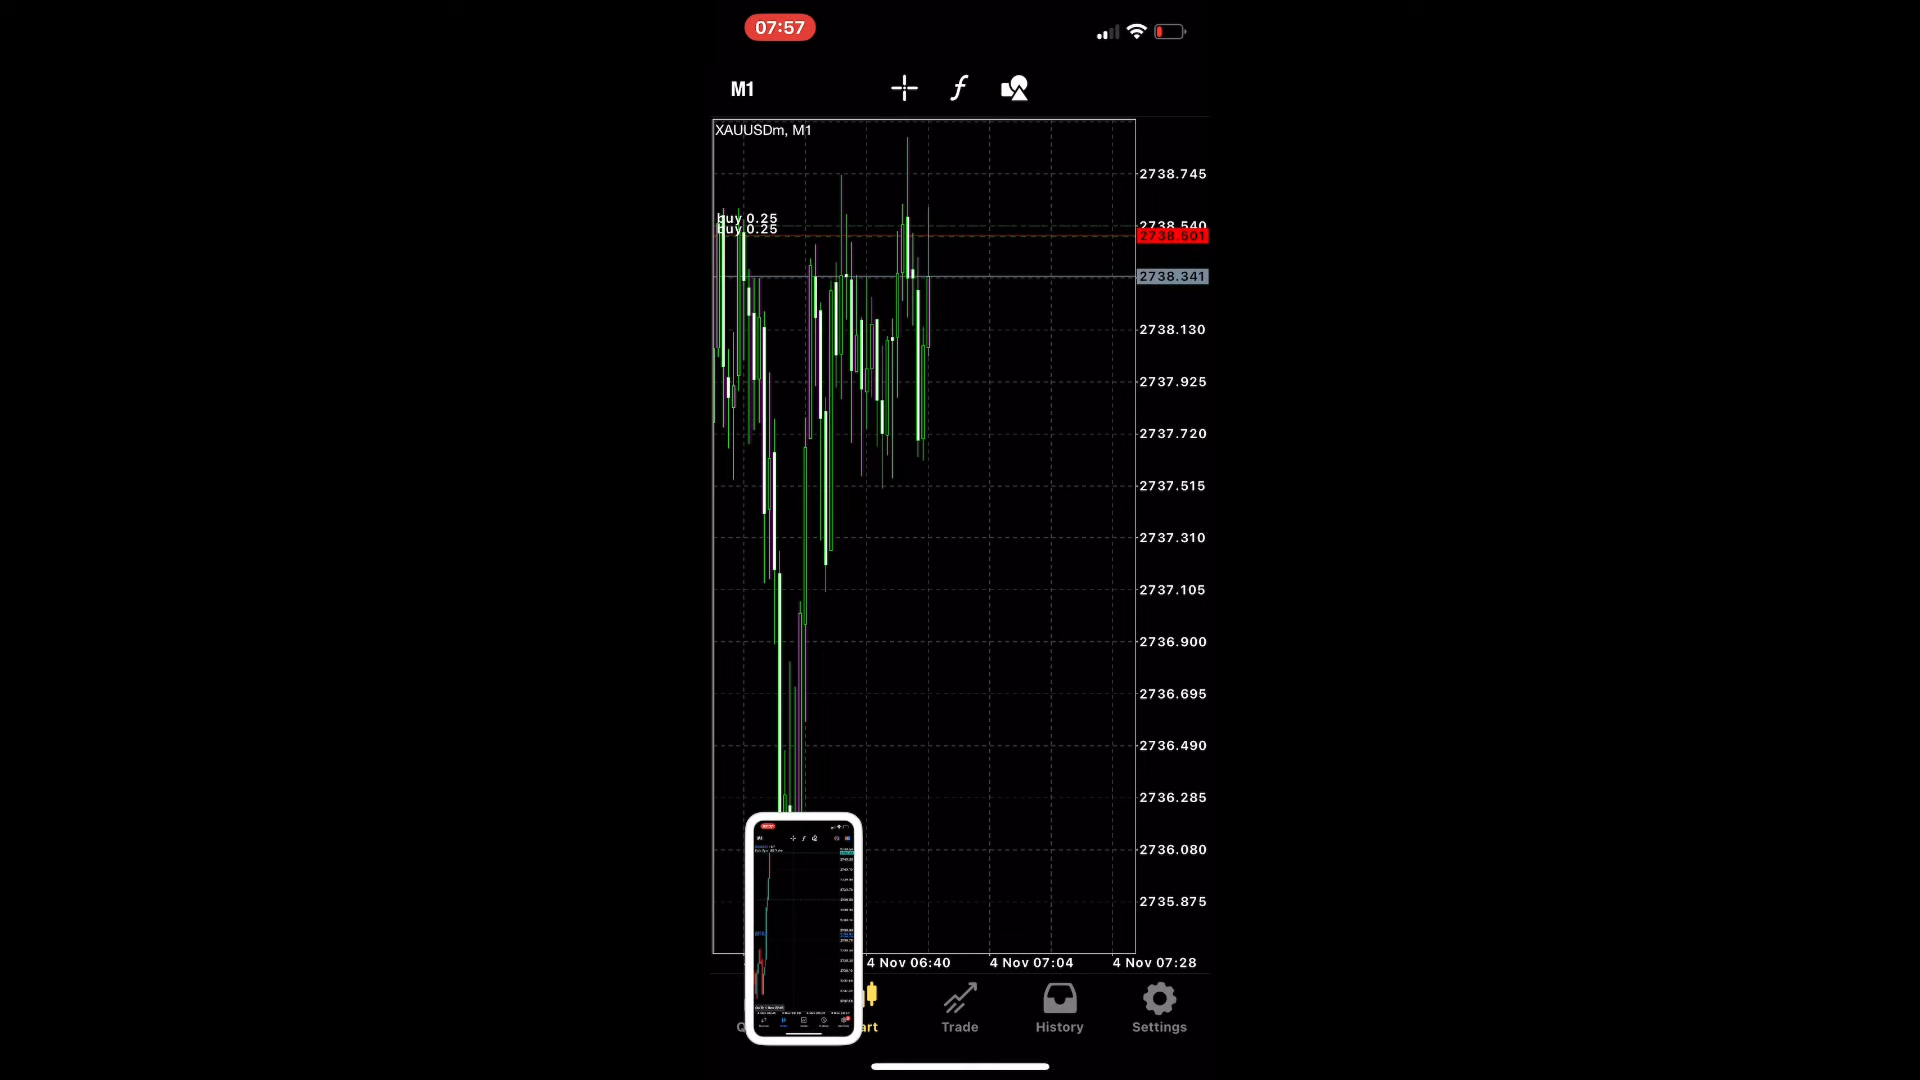 07:57
M1
XAUUSDm, M1
2738.745
buy 0.25
2738.540
buy 0.25
2738.501
2738.341
2738.130
2737.925
2737.720
2737.515
2737.310
2737.105
2736.900
2736.695
2736.490
2736.285
2736.080
2735.875
4 Nov 06:40
4 Nov 07:04
4 Nov 07:28
Trade
History
Settings